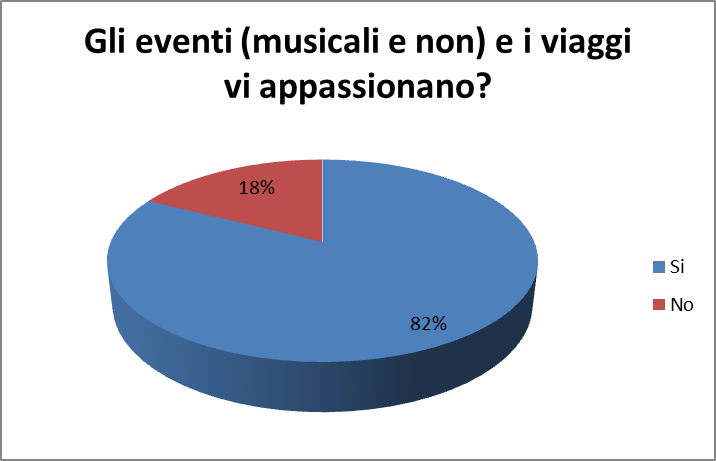 Gli eventi (musicali e non) e i viaggi
vi appassionano?
18%
Si
No
82%